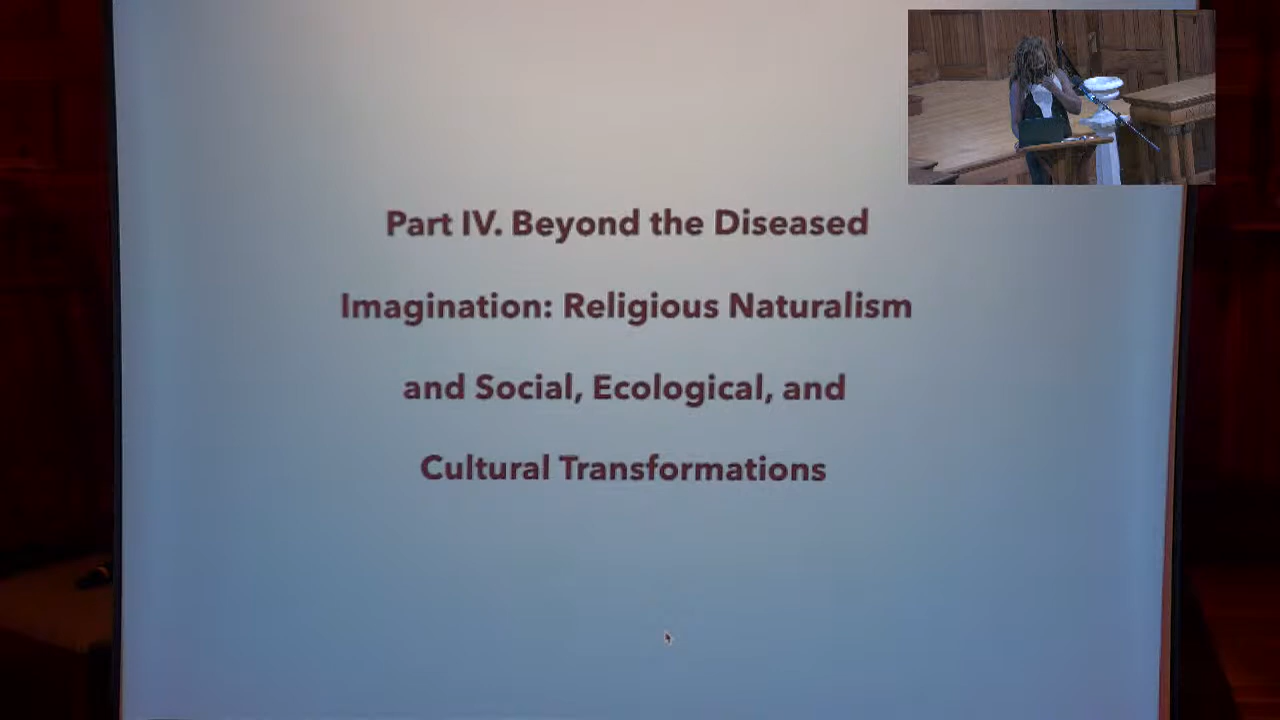 Part IV. Beyond the Diseased
Imagination: Religious Naturalism
and Social, Ecological, and
Cultural Transformations